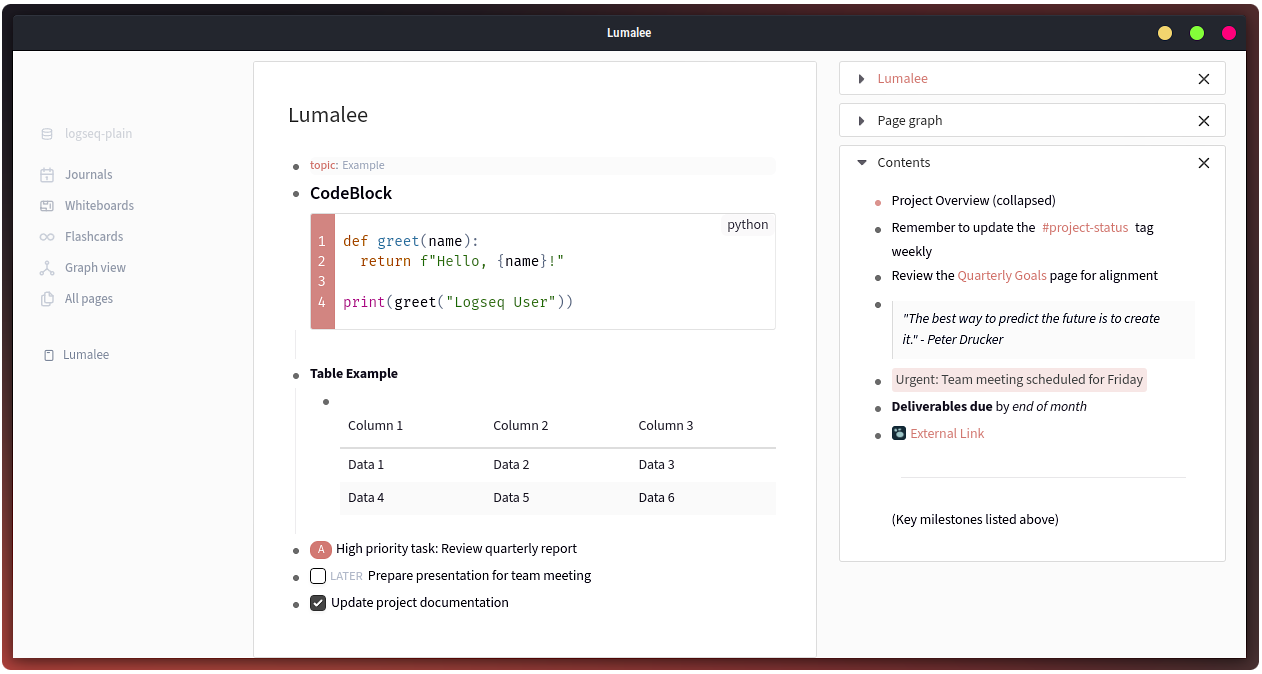 Lumalee
logseq-plain
Journals
Whiteboards
Flashcards
Graph view
All pages
Lumalee
Lumalee
topic: Example
CodeBlock
python
1 def greet(name):
2 return f"Hello, {name}!"
3
4 print(greet("Logseq User"))
Table Example
Column 1 Column 2 Column 3
Data 1 Data 2 Data 3
Data 4 Data 5 Data 6
A High priority task: Review quarterly report
LATER Prepare presentation for team meeting
Update project documentation
Lumalee
Page graph
Contents
Project Overview (collapsed)
Remember to update the #project-status tag
weekly
Review the Quarterly Goals page for alignment
"The best way to predict the future is to create
it." - Peter Drucker
Urgent: Team meeting scheduled for Friday
Deliverables due by end of month
External Link
(Key milestones listed above)